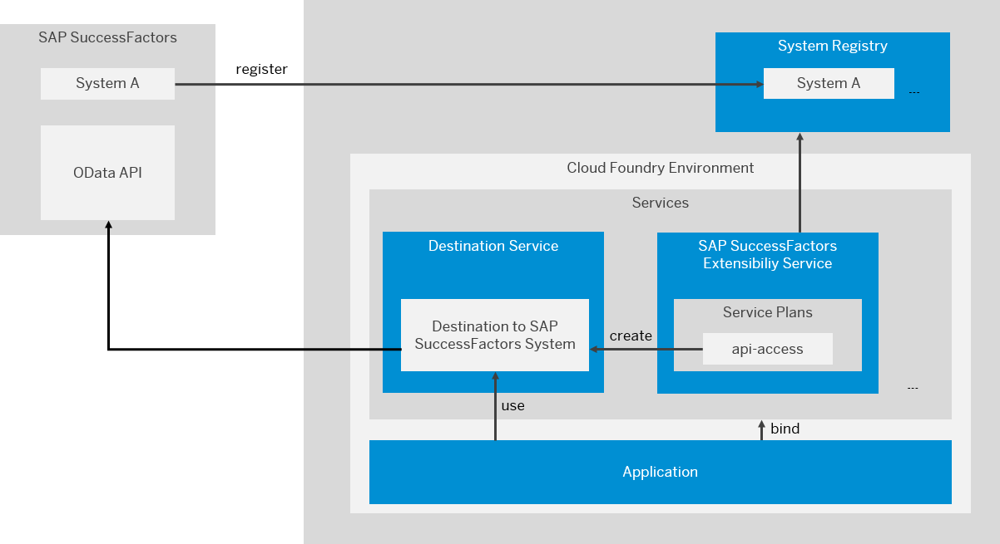 SAP SuccessFactors
System A
OData API
register
System Registry
System A
...
Cloud Foundry Environment
Services
Destination Service
Destination to SAP
SuccessFactors System
create
SAP SuccessFactors
Extensibiliy Service
Service Plans
api-access
...
use
bind
Application